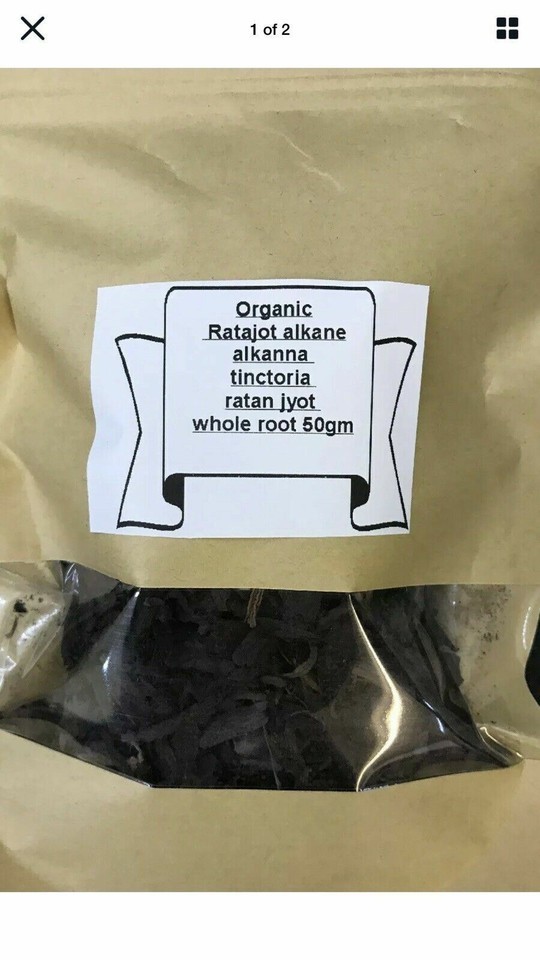 1 of 2
Organic
Ratajot alkane
alkanna
tinctoria
ratan jyot
whole root 50gm